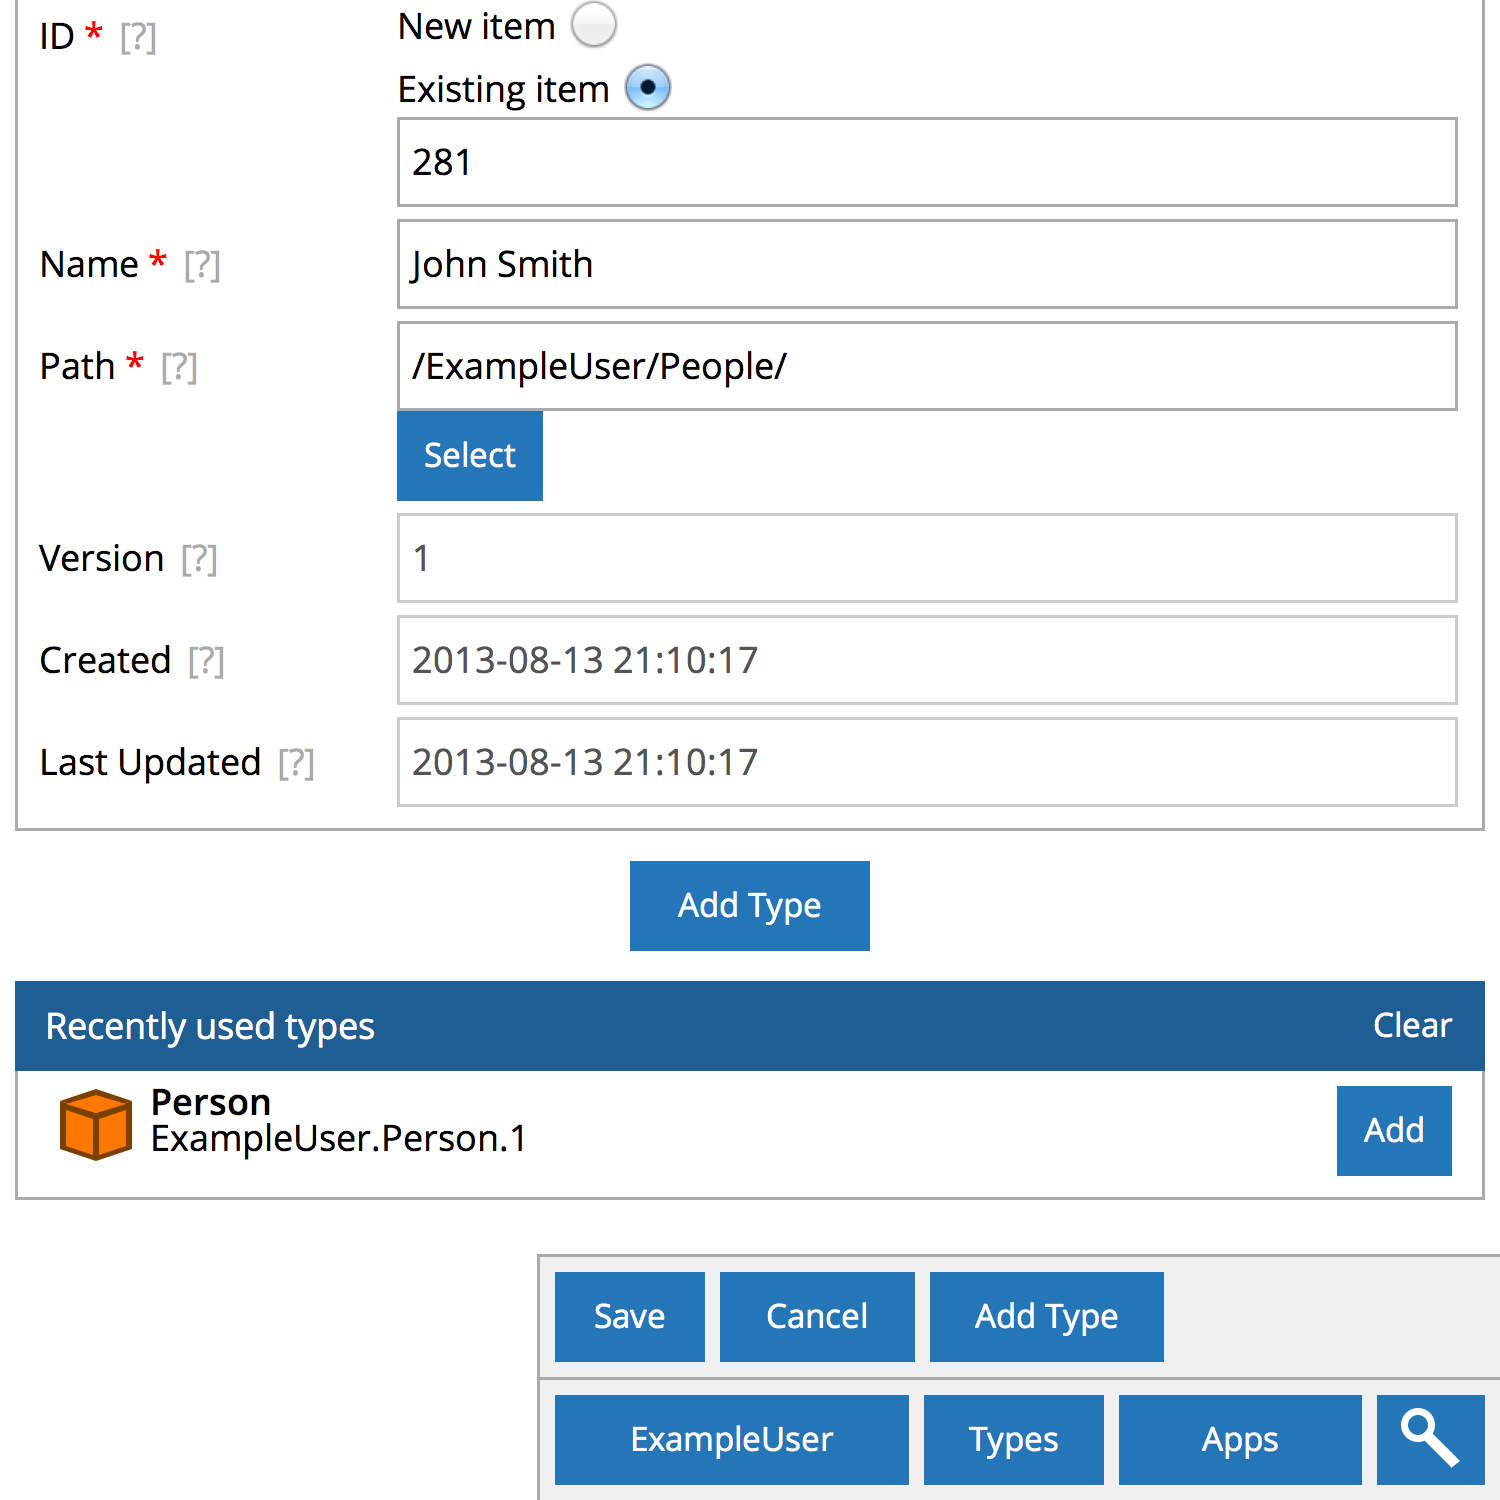 ID * [?]
New item
Existing item
281
Name * [?]
John Smith
Path * [?]
/ExampleUser/People/
Select
Version [?]
1
Created [?]
2013-08-13 21:10:17
Last Updated [?]
2013-08-13 21:10:17
Add Type
Recently used types
Clear
Person
ExampleUser.Person.1
Add
Save
Cancel
Add Type
ExampleUser
Types
Apps